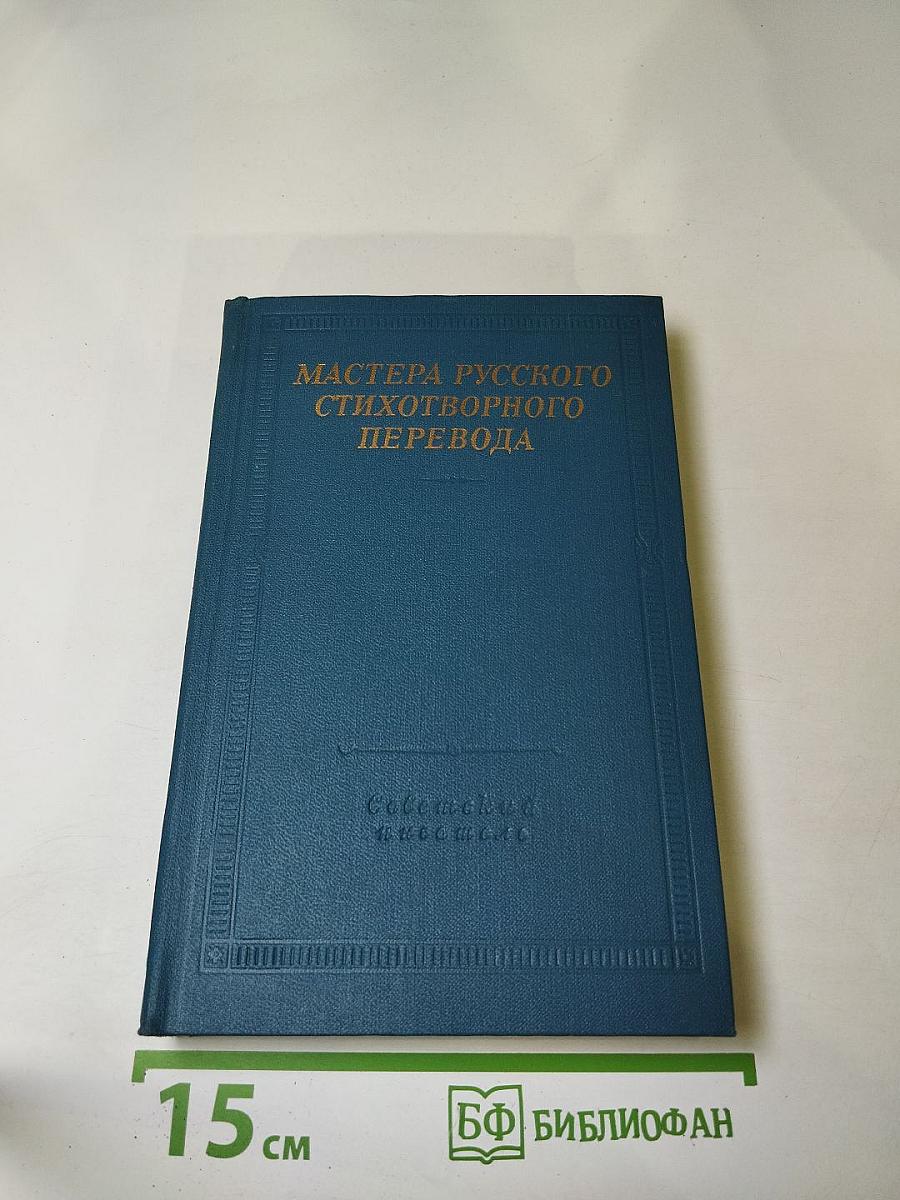 МАСТЕРА РУССКОГО
СТИХОТВОРНОГО
ПЕРЕВОДА
Советский
писатель
15 см
БФ БИБЛИОФАН